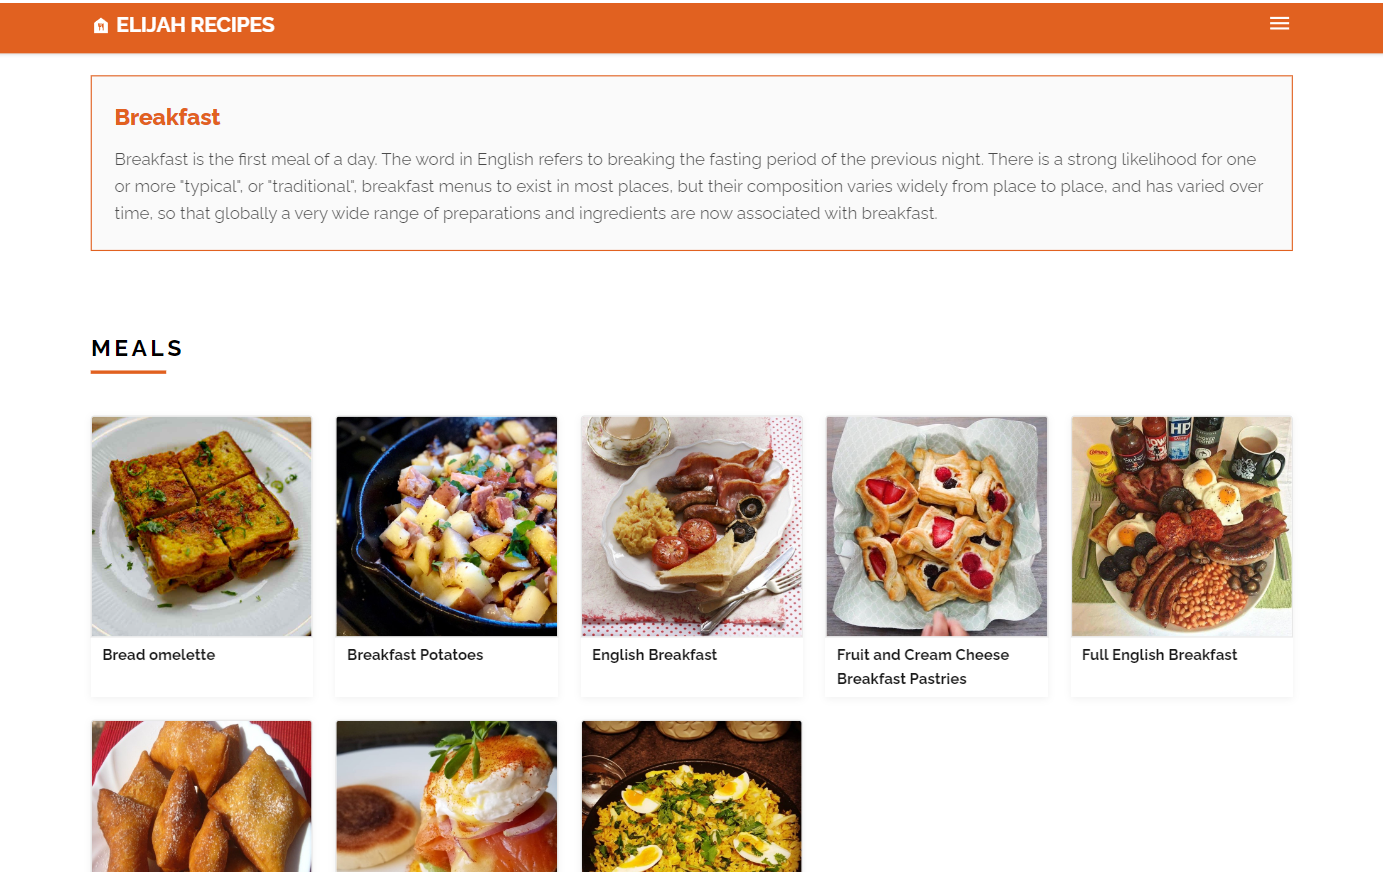 ELIJAH RECIPES
Breakfast
Breakfast is the first meal of a day. The word in English refers to breaking the fasting period of the previous night. There is a strong likelihood for one
or more "typical", or "traditional", breakfast menus to exist in most places, but their composition varies widely from place to place, and has varied over
time, so that globally a very wide range of preparations and ingredients are now associated with breakfast.
MEALS
HP
Bread omelette
Breakfast Potatoes
English Breakfast
Fruit and Cream Cheese
Breakfast Pastries
Full English Breakfast